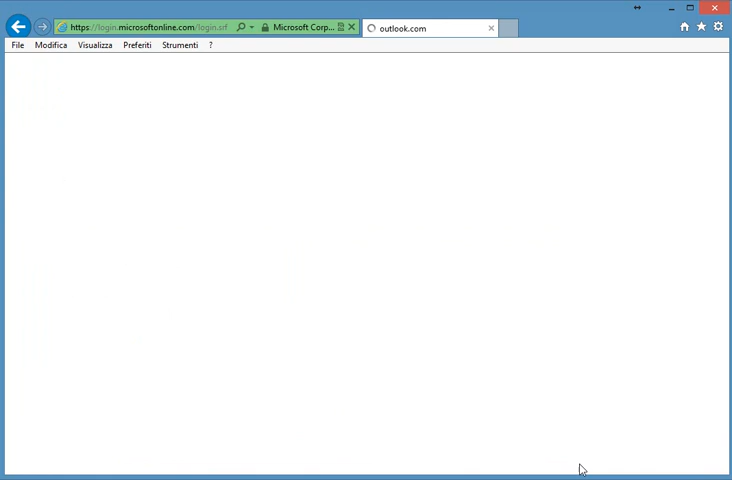 https://login.microsoftonline.com/login.srf
Microsoft Corp...
outlook.com
File Modifica Visualizza Preferiti Strumenti ?